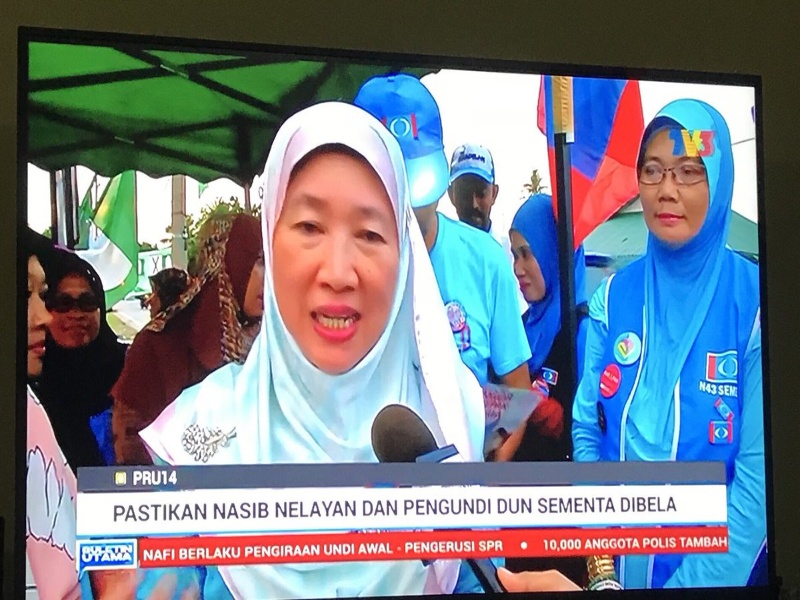 TV3
N43 SEME
PRU14
PASTIKAN NASIB NELAYAN DAN PENGUNDI DUN SEMENTA DIBELA
BULETIN UTAMA
NAFI BERLAKU PENGIRAAN UNDI AWAL - PENGERUSI SPR • 10,000 ANGGOTA POLIS TAMBAH